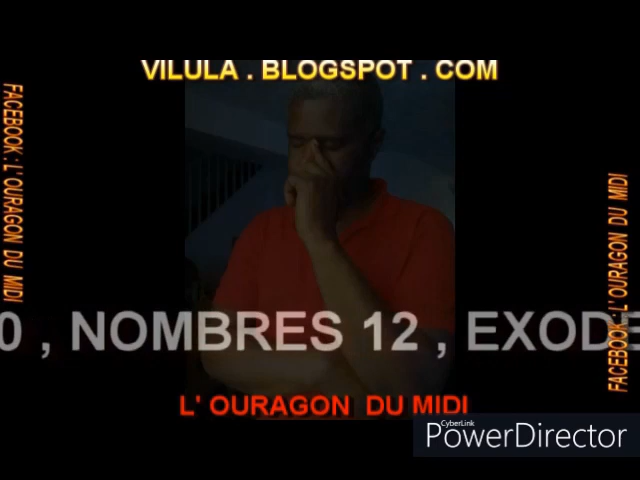 VILULA . BLOGSPOT . COM
FACEBOOK : L' OURAGON DU MIDI
FACEBOOK : L' OURAGON DU MIDI
0 , NOMBRES 12 , EXODE
L' OURAGON DU MIDI
CyberLink
PowerDirector